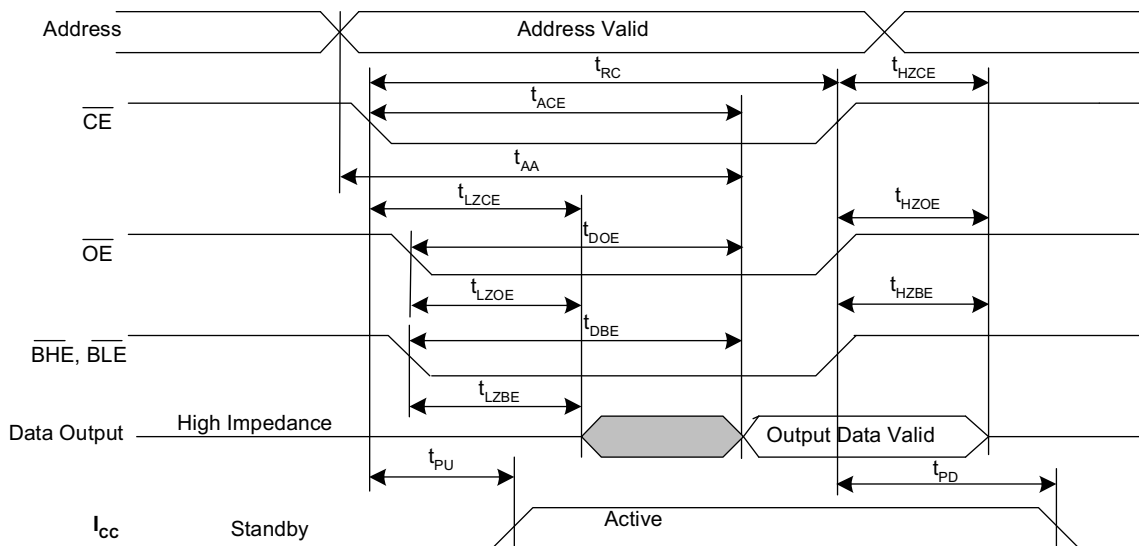 Address
Address Valid
tRC
tHZCE
tACE
CE
tAA
tLZCE
tHZOE
tDOE
OE
tLZOE
tHZBE
tDBE
BHE, BLE
tLZBE
Data Output
High Impedance
Output Data Valid
tPU
tPD
ICC
Standby
Active